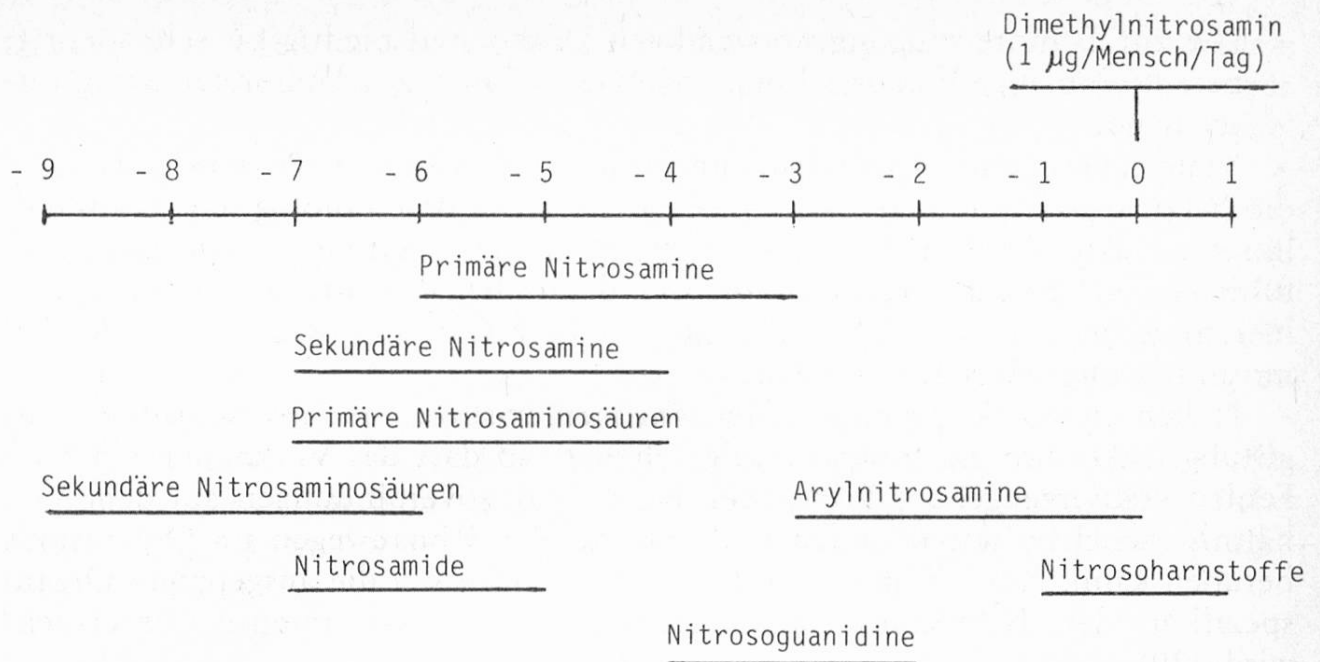 Dimethylnitrosamin
(1 µg/Mensch/Tag)
- 9 - 8 - 7 - 6 - 5 - 4 - 3 - 2 - 1 0 1
Primäre Nitrosamine
Sekundäre Nitrosamine
Primäre Nitrosaminosäuren
Sekundäre Nitrosaminosäuren Arylnitrosamine
Nitrosamide Nitrosoharnstoffe
Nitrosoguanidine